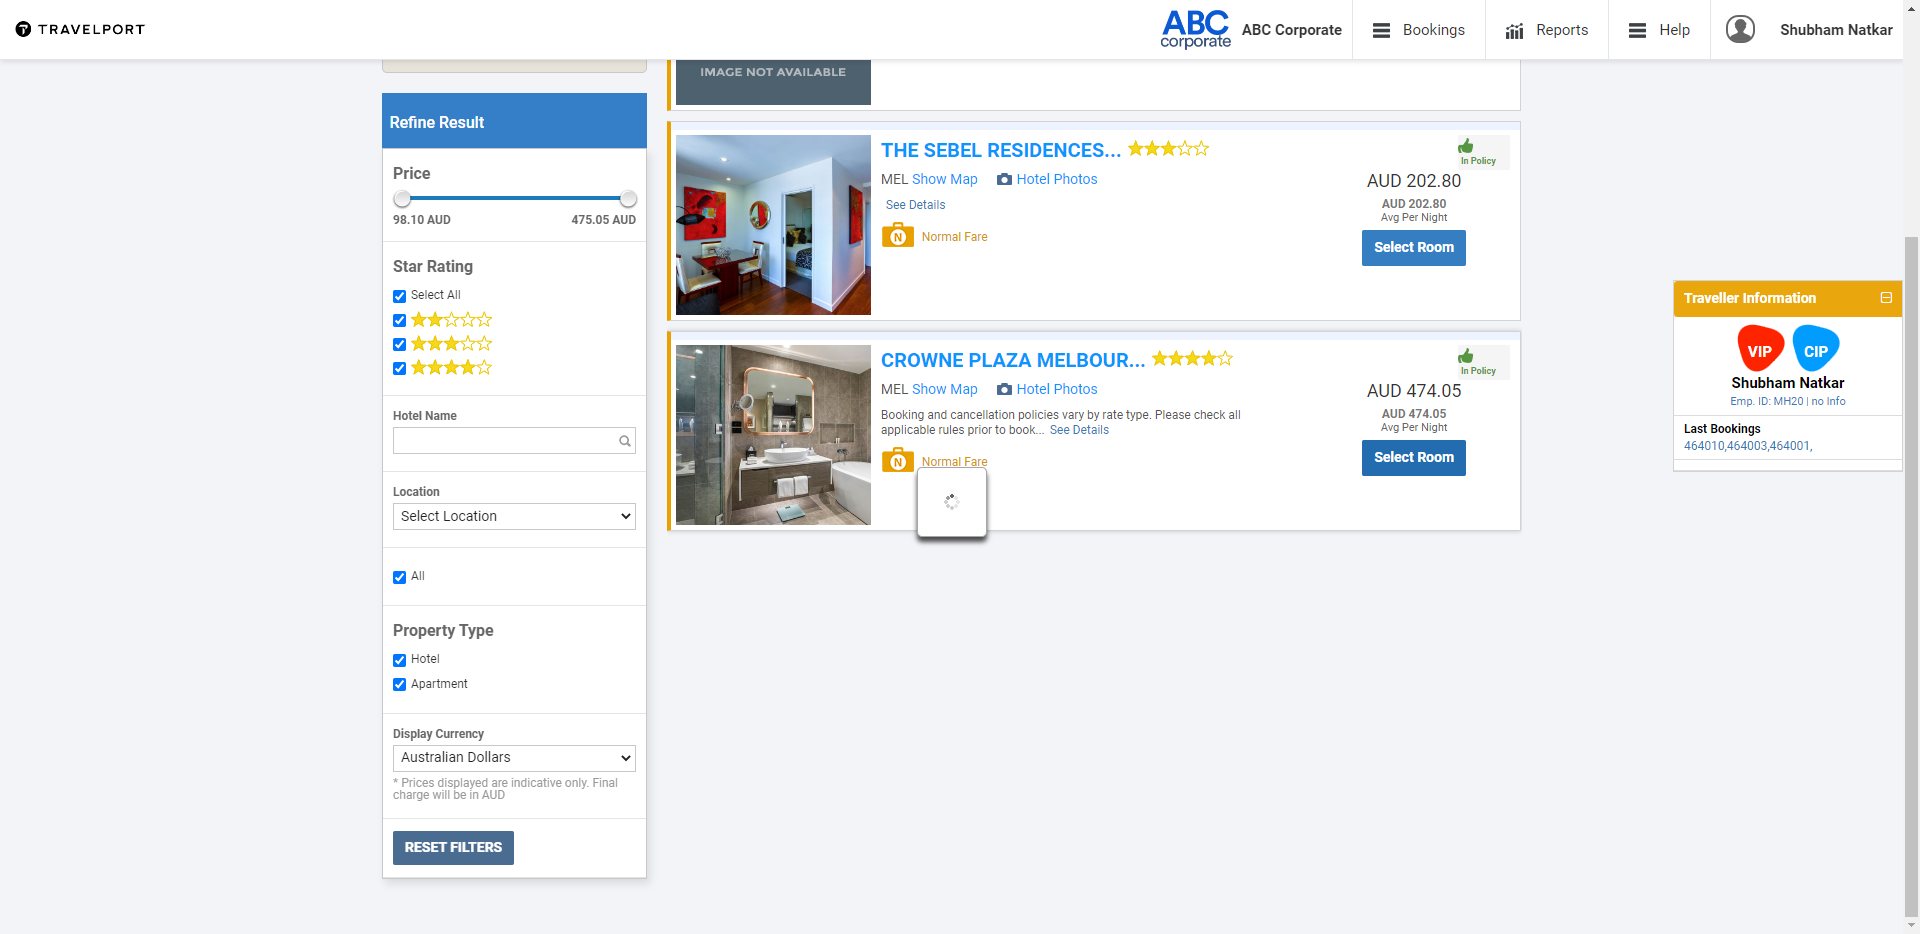 TRAVELPORT
ABC
corporate
ABC Corporate
Bookings
Reports
Help
Shubham Natkar
IMAGE NOT AVAILABLE
Refine Result
Price
98.10 AUD
475.05 AUD
Star Rating
Select All
Hotel Name
Location
Select Location
All
Property Type
Hotel
Apartment
Display Currency
Australian Dollars
* Prices displayed are indicative only. Final
charge will be in AUD
RESET FILTERS
THE SEBEL RESIDENCES...
MEL Show Map Hotel Photos
See Details
N Normal Fare
In Policy
AUD 202.80
AUD 202.80
Avg Per Night
Select Room
CROWNE PLAZA MELBOUR...
MEL Show Map Hotel Photos
Booking and cancellation policies vary by rate type. Please check all
applicable rules prior to book... See Details
N Normal Fare
In Policy
AUD 474.05
AUD 474.05
Avg Per Night
Select Room
Traveller Information
VIP CIP
Shubham Natkar
Emp. ID: MH20 | no Info
Last Bookings
464010,464003,464001,